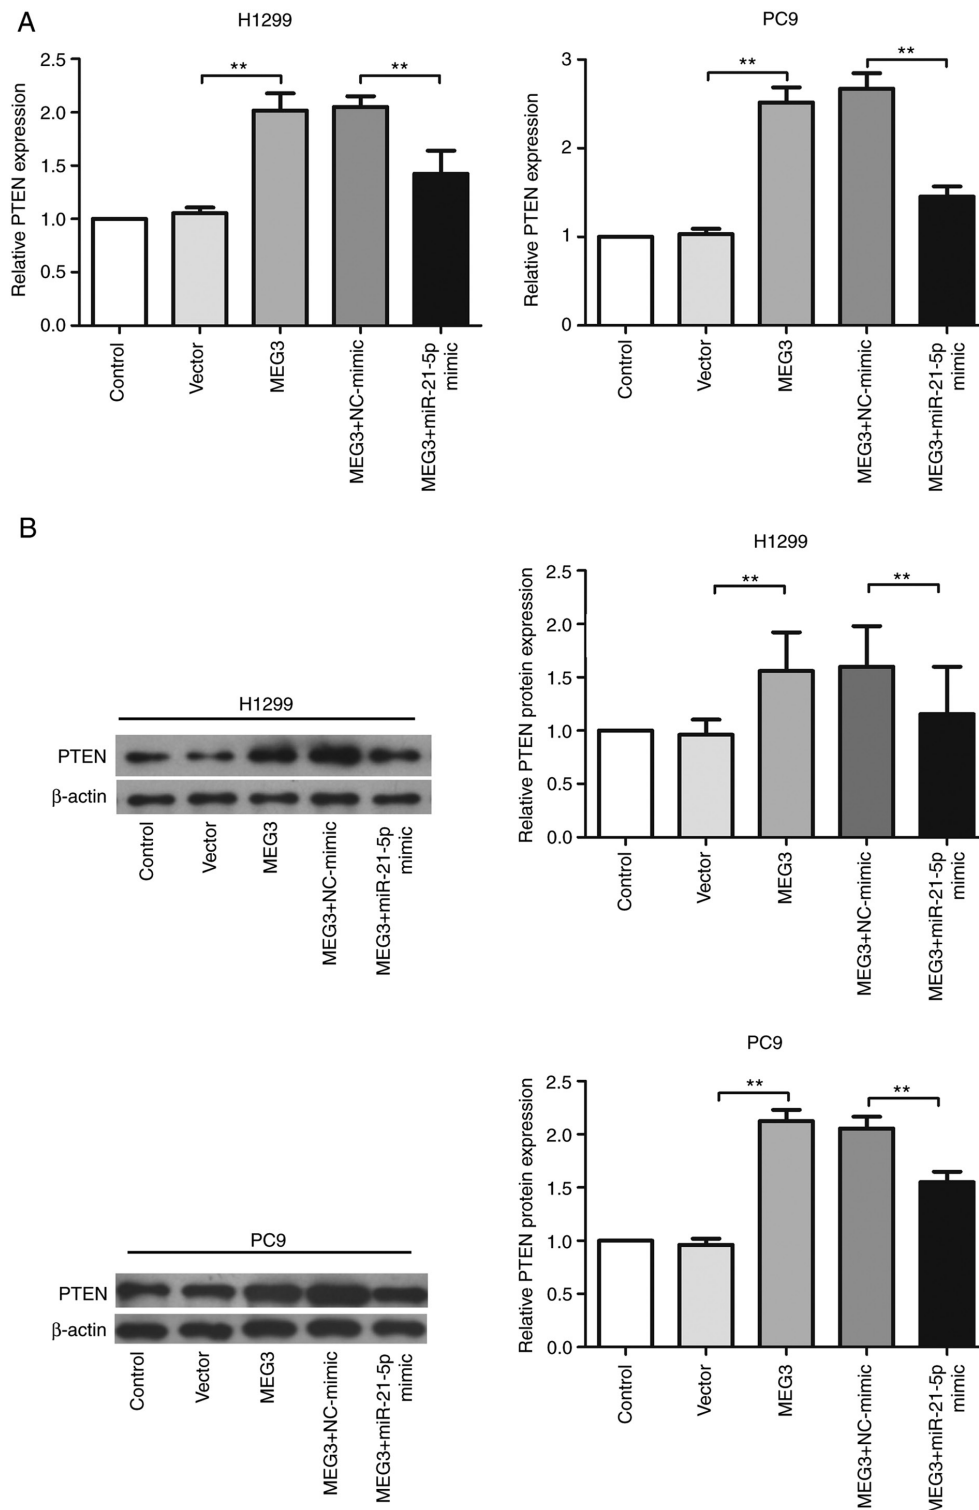 A
H1299
Relative PTEN expression
2.5
2.0
1.5
1.0
0.5
0.0
**
**
Control
Vector
MEG3
MEG3+NC-mimic
MEG3+miR-21-5p
mimic
PC9
Relative PTEN expression
3
2
1
0
**
**
Control
Vector
MEG3
MEG3+NC-mimic
MEG3+miR-21-5p
mimic
B
H1299
PTEN
β-actin
Control
Vector
MEG3
MEG3+NC-mimic
MEG3+miR-21-5p
mimic
H1299
Relative PTEN protein expression
2.5
2.0
1.5
1.0
0.5
0.0
**
**
Control
Vector
MEG3
MEG3+NC-mimic
MEG3+miR-21-5p
mimic
PC9
PTEN
β-actin
Control
Vector
MEG3
MEG3+NC-mimic
MEG3+miR-21-5p
mimic
PC9
Relative PTEN protein expression
2.5
2.0
1.5
1.0
0.5
0.0
**
**
Control
Vector
MEG3
MEG3+NC-mimic
MEG3+miR-21-5p
mimic